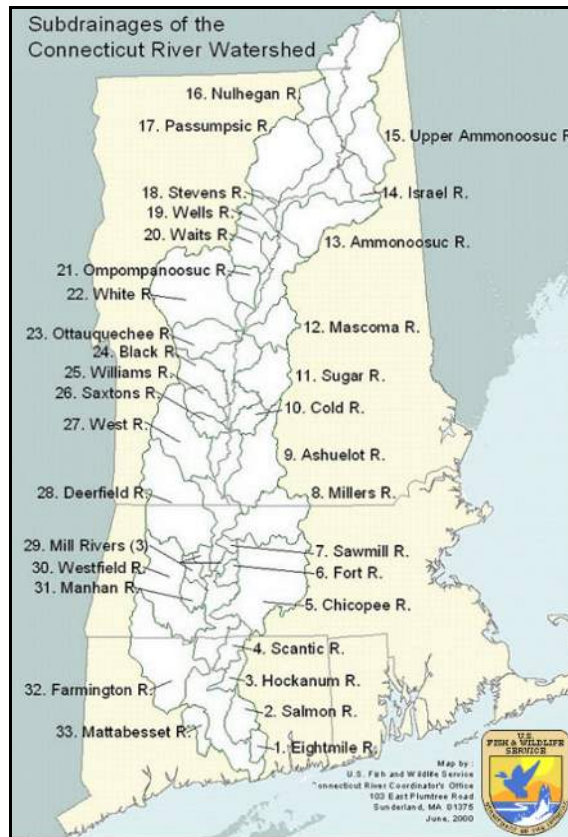 Subdrainages of the
Connecticut River Watershed
16. Nulhegan R.
17. Passumpsic R.
15. Upper Ammonoosuc R
18. Stevens R.
14. Israel R.
19. Wells R.
20. Waits R.
13. Ammonoosuc R.
21. Ompompanoosuc R.
22. White R.
12. Mascoma R.
23. Ottauquechee R.
24. Black R.
11. Sugar R.
25. Williams R.
26. Saxtons R.
10. Cold R.
27. West R.
9. Ashuelot R.
28. Deerfield R.
8. Millers R.
29. Mill Rivers (3)
7. Sawmill R.
30. Westfield R.
6. Fort R.
31. Manhan R.
5. Chicopee R.
4. Scantic R.
32. Farmington R.
3. Hockanum R.
2. Salmon R.
33. Mattabesset R.
1. Eightmile R.
U.S.
FISH & WILDLIFE
SERVICE
Map by :
U.S. Fish and Wildlife Service
onnecticut River Coordinator's Office
103 East Plumtree Road
Sunderland, MA 01375
June, 2000